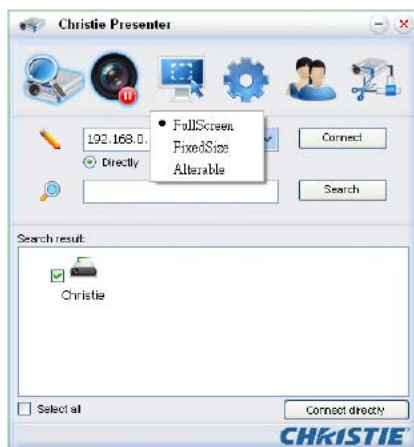 Christie Presenter
FullScreen
FixedSize
Alterable
192.168.0.
Connect
Directly
Search
Search result:
Christie
Select all
Connect directly
CHRISTIE